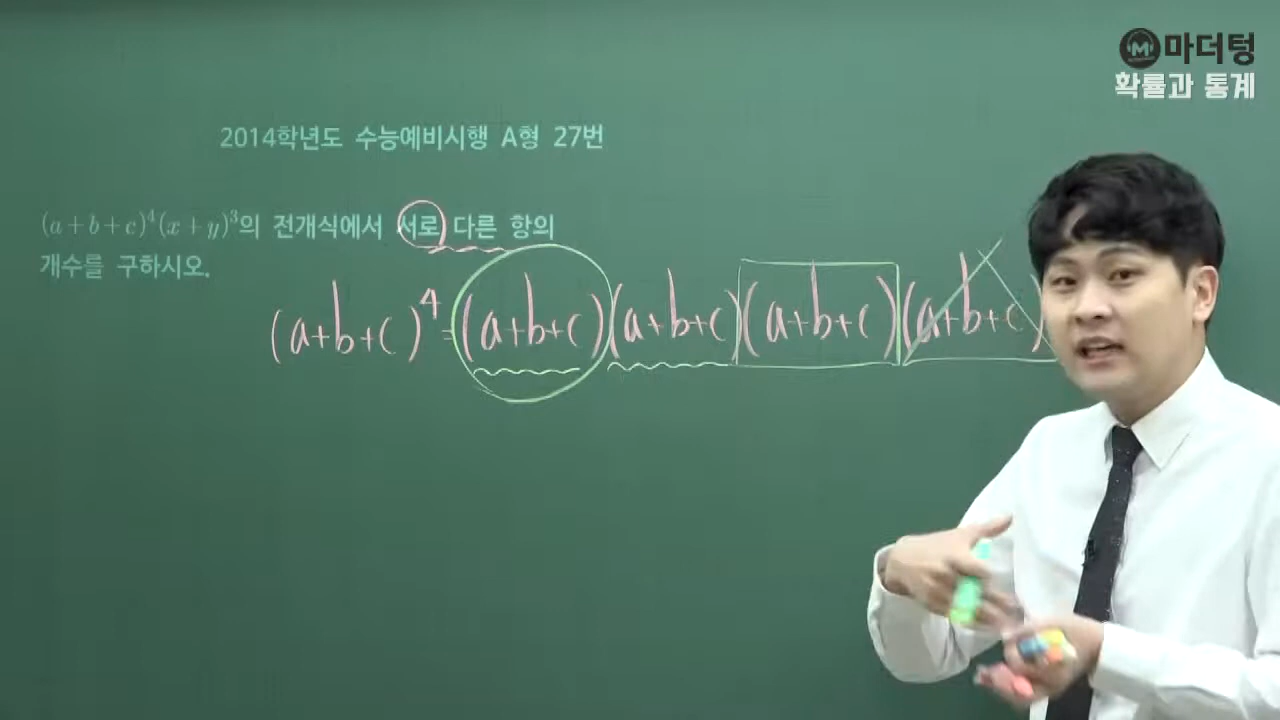 마더텅
확률과 통계
2014학년도 수능예비시행 A형 27번
(a+b+c)⁴(x+y)³의 전개식에서 서로 다른 항의
개수를 구하시오.
(a+b+c)⁴=(a+b+c)(a+b+c)(a+b+c)(a+b+c)